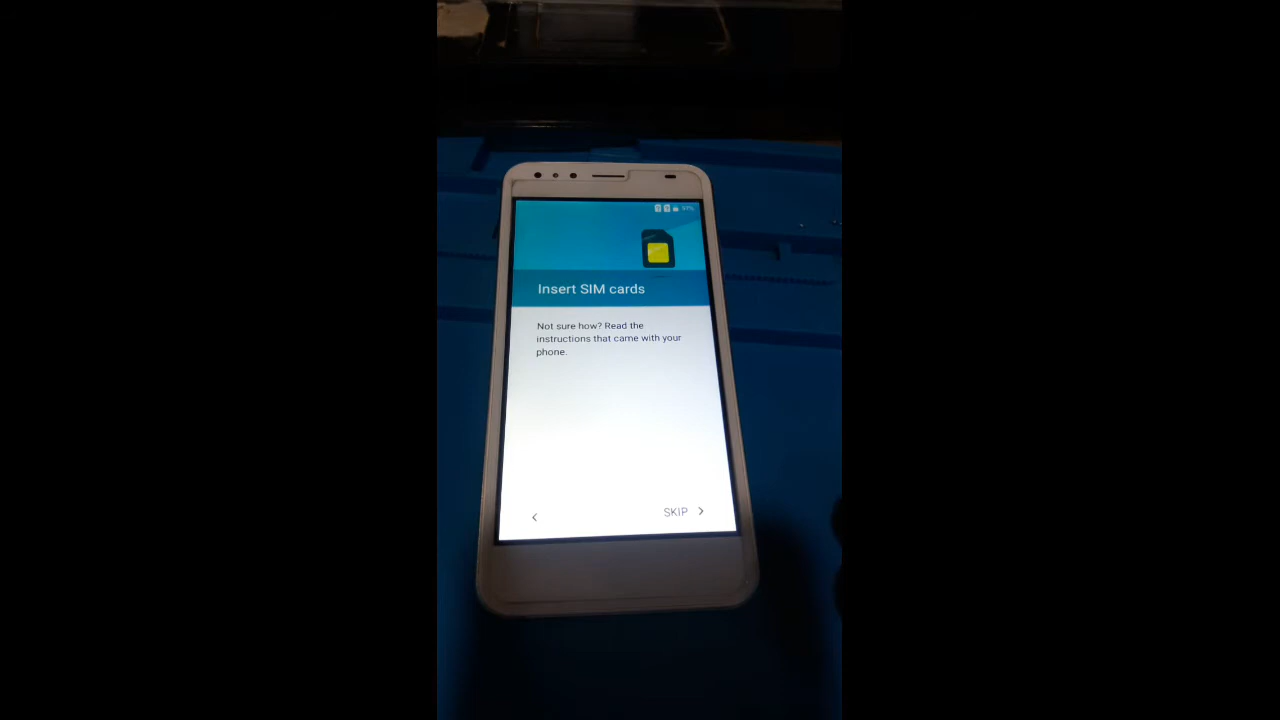 Insert SIM cards
Not sure how? Read the
instructions that came with your
phone.
SKIP